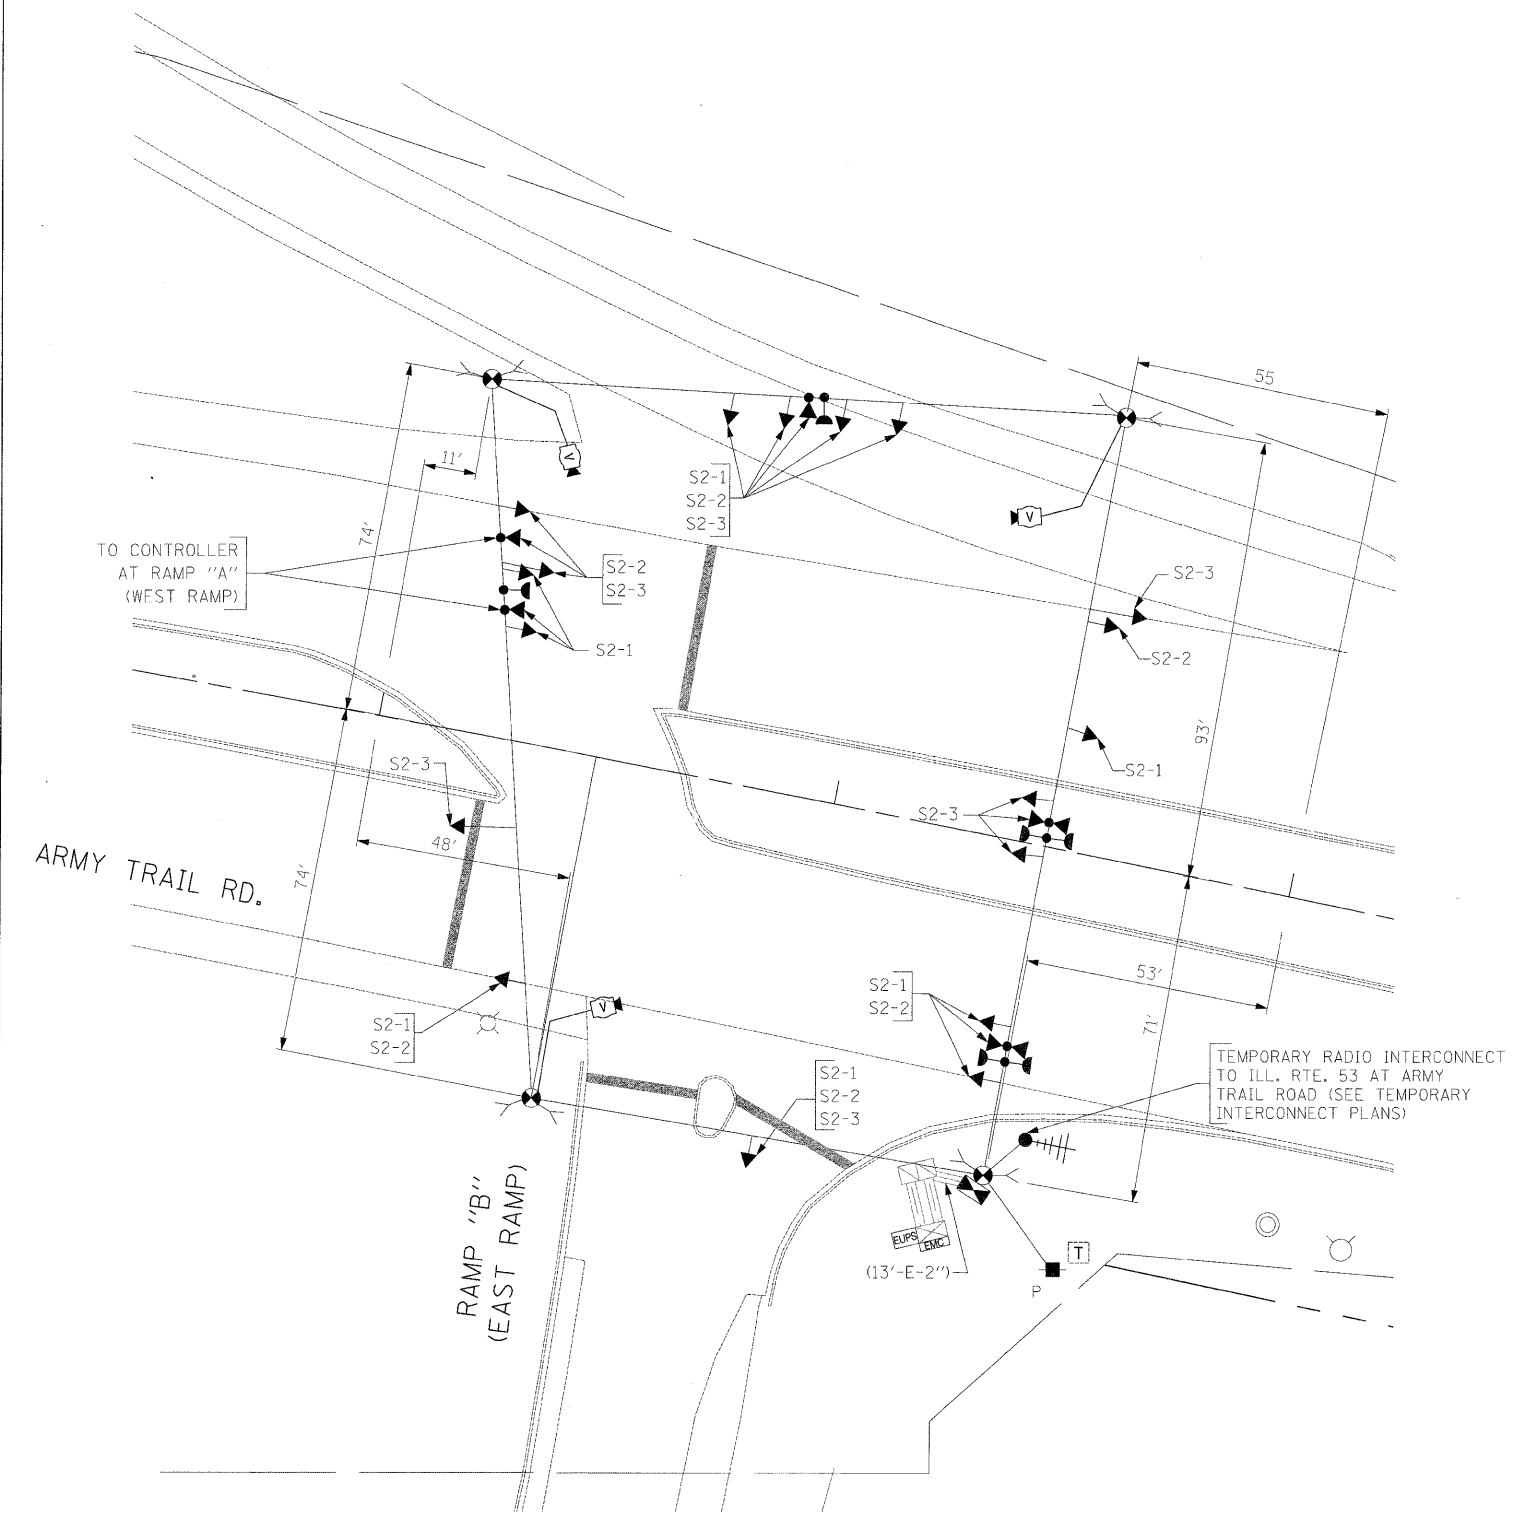 55
11'
74'
S2-1
S2-2
S2-3
V
V
TO CONTROLLER
AT RAMP "A"
(WEST RAMP)
S2-2
S2-3
S2-1
S2-3
S2-2
93'
S2-1
S2-3
S2-3
48'
74'
ARMY TRAIL RD.
S2-1
S2-2
V
S2-1
S2-2
53'
71'
S2-1
S2-2
S2-3
TEMPORARY RADIO INTERCONNECT
TO ILL. RTE. 53 AT ARMY
TRAIL ROAD (SEE TEMPORARY
INTERCONNECT PLANS)
RAMP "B"
(EAST RAMP)
EUPS
EMC
(13'-E-2")
T
P